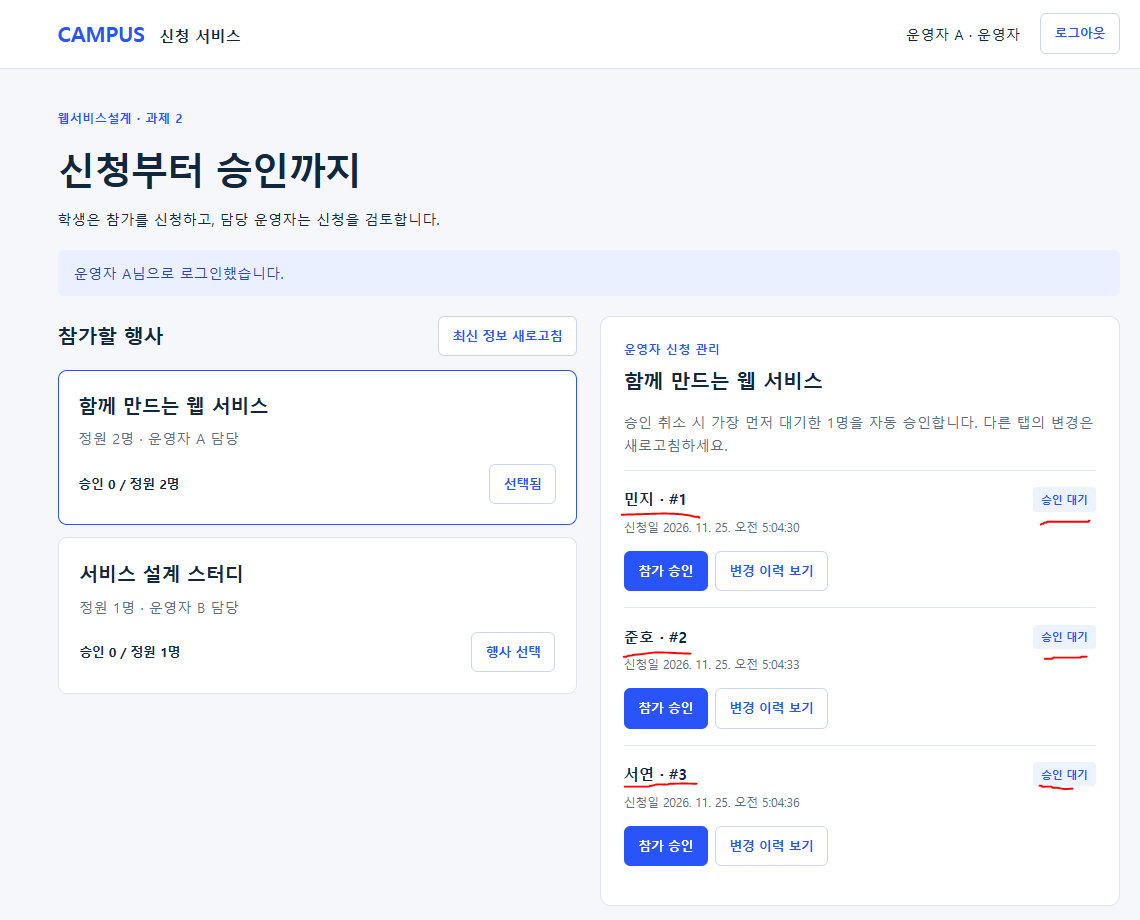 CAMPUS 신청 서비스
운영자 A · 운영자
로그아웃
웹서비스설계 · 과제 2
신청부터 승인까지
학생은 참가를 신청하고, 담당 운영자는 신청을 검토합니다.
운영자 A님으로 로그인했습니다.
참가할 행사
최신 정보 새로고침
함께 만드는 웹 서비스
정원 2명 · 운영자 A 담당
승인 0 / 정원 2명
선택됨
서비스 설계 스터디
정원 1명 · 운영자 B 담당
승인 0 / 정원 1명
행사 선택
운영자 신청 관리
함께 만드는 웹 서비스
승인 취소 시 가장 먼저 대기한 1명을 자동 승인합니다. 다른 탭의 변경은
새로고침하세요.
민지 · #1
승인 대기
신청일 2026. 11. 25. 오전 5:04:30
참가 승인
변경 이력 보기
준호 · #2
승인 대기
신청일 2026. 11. 25. 오전 5:04:33
참가 승인
변경 이력 보기
서연 · #3
승인 대기
신청일 2026. 11. 25. 오전 5:04:36
참가 승인
변경 이력 보기